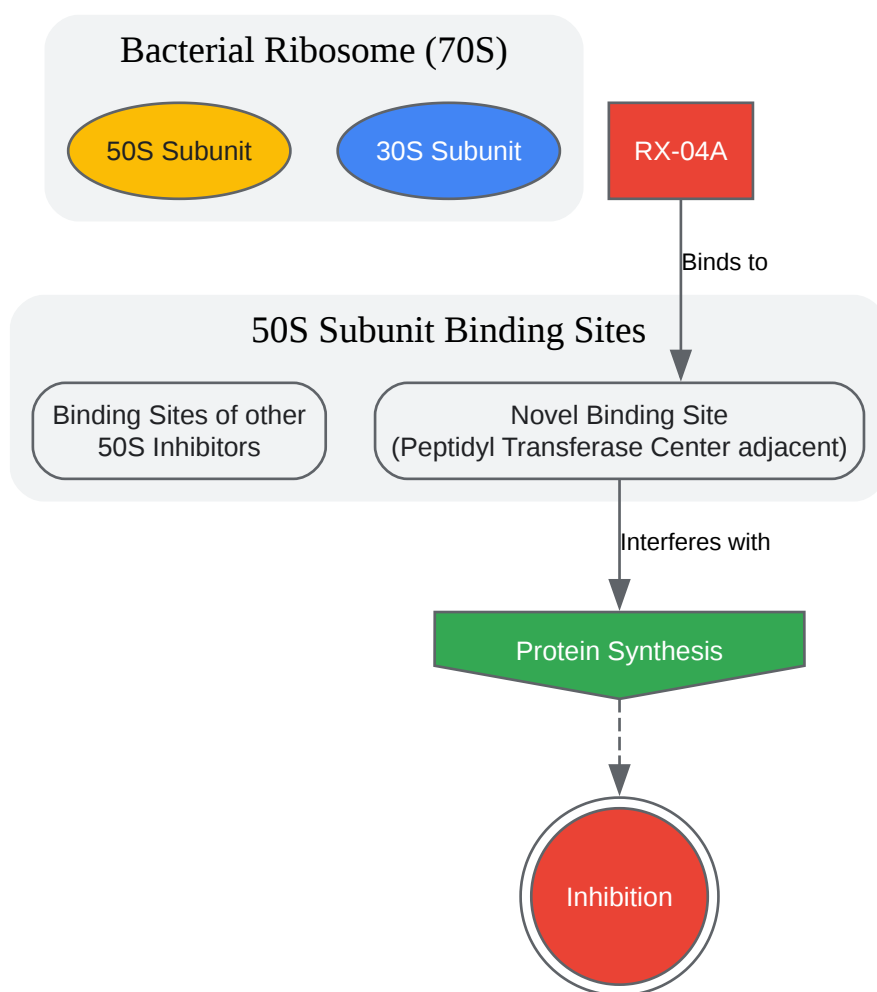 Bacterial Ribosome (70S)
50S Subunit
30S Subunit
RX-04A
Binds to
50S Subunit Binding Sites
Binding Sites of other
50S Inhibitors
Novel Binding Site
(Peptidyl Transferase Center adjacent)
Interferes with
Protein Synthesis
Inhibition